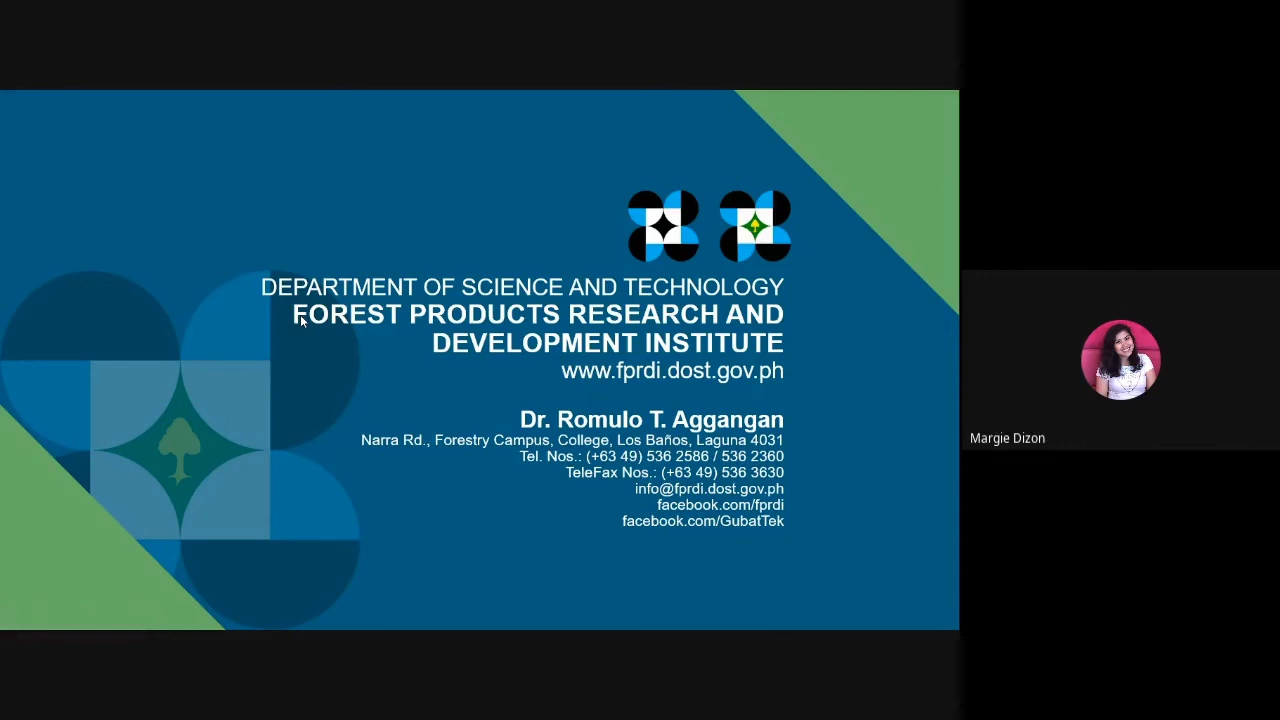 DEPARTMENT OF SCIENCE AND TECHNOLOGY
FOREST PRODUCTS RESEARCH AND
DEVELOPMENT INSTITUTE
www.fprdi.dost.gov.ph
Dr. Romulo T. Aggangan
Narra Rd., Forestry Campus, College, Los Baños, Laguna 4031
Tel. Nos.: (+63 49) 536 2586 / 536 2360
TeleFax Nos.: (+63 49) 536 3630
info@fprdi.dost.gov.ph
facebook.com/fprdi
facebook.com/GubatTek
Margie Dizon